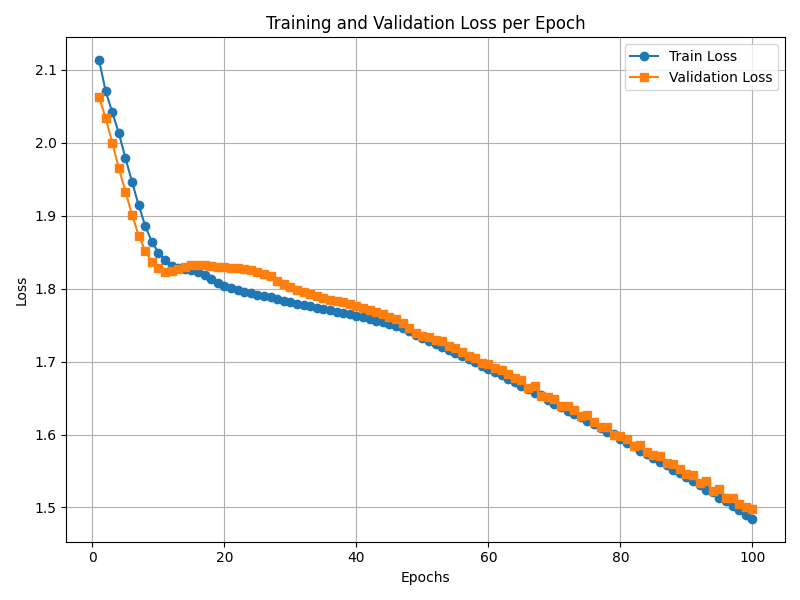 Training and Validation Loss per Epoch
Train Loss
Validation Loss
2.1
2.0
1.9
1.8
1.7
1.6
1.5
Loss
0 20 40 60 80 100
Epochs